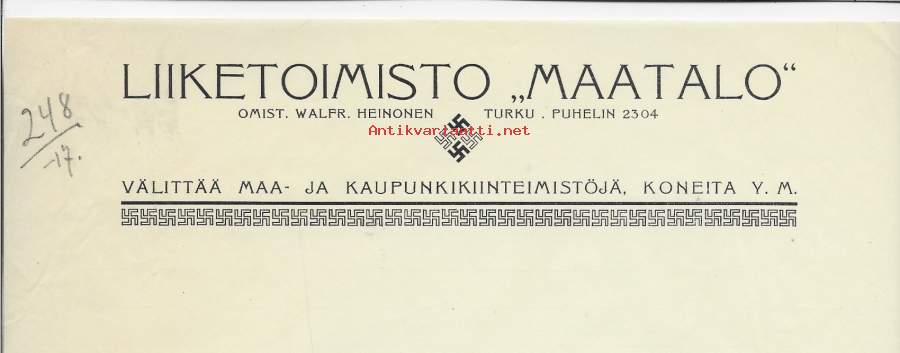 LIIKETOIMISTO „MAATALO“
OMIST. WALFR. HEINONEN TURKU . PUHELIN 2304
Antikvariaatti.net
248
-17.
VÄLITTÄÄ MAA- JA KAUPUNKIKIINTEIMISTÖJÄ, KONEITA Y. M.